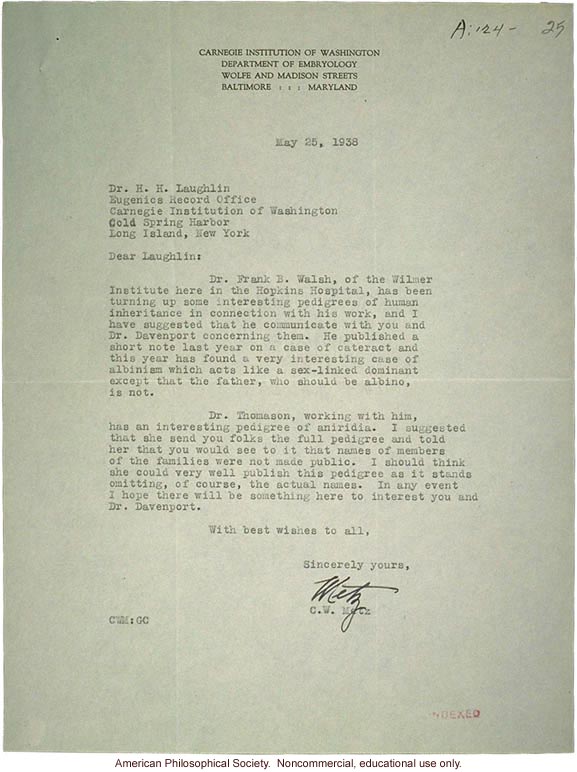 A:124- 25
CARNEGIE INSTITUTION OF WASHINGTON
DEPARTMENT OF EMBRYOLOGY
WOLFE AND MADISON STREETS
BALTIMORE : : : MARYLAND
May 25, 1938
Dr. H. H. Laughlin
Eugenics Record Office
Carnegie Institution of Washington
Cold Spring Harbor
Long Island, New York
Dear Laughlin:
Dr. Frank B. Walsh, of the Wilmer
Institute here in the Hopkins Hospital, has been
turning up some interesting pedigrees of human
inheritance in connection with his work, and I
have suggested that he communicate with you and
Dr. Davenport concerning them. He published a
short note last year on a case of cataract and
this year has found a very interesting case of
albinism which acts like a sex-linked dominant
except that the father, who should be albino,
is not.
Dr. Thomason, working with him,
has an interesting pedigree of aniridia. I suggested
that she send you folks the full pedigree and told
her that you would see to it that names of members
of the families were not made public. I should think
she could very well publish this pedigree as it stands
omitting, of course, the actual names. In any event
I hope there will be something here to interest you and
Dr. Davenport.
With best wishes to all,
Sincerely yours,
Metz
C.W. Metz
CWM:GC
INDEXED
American Philosophical Society. Noncommercial, educational use only.